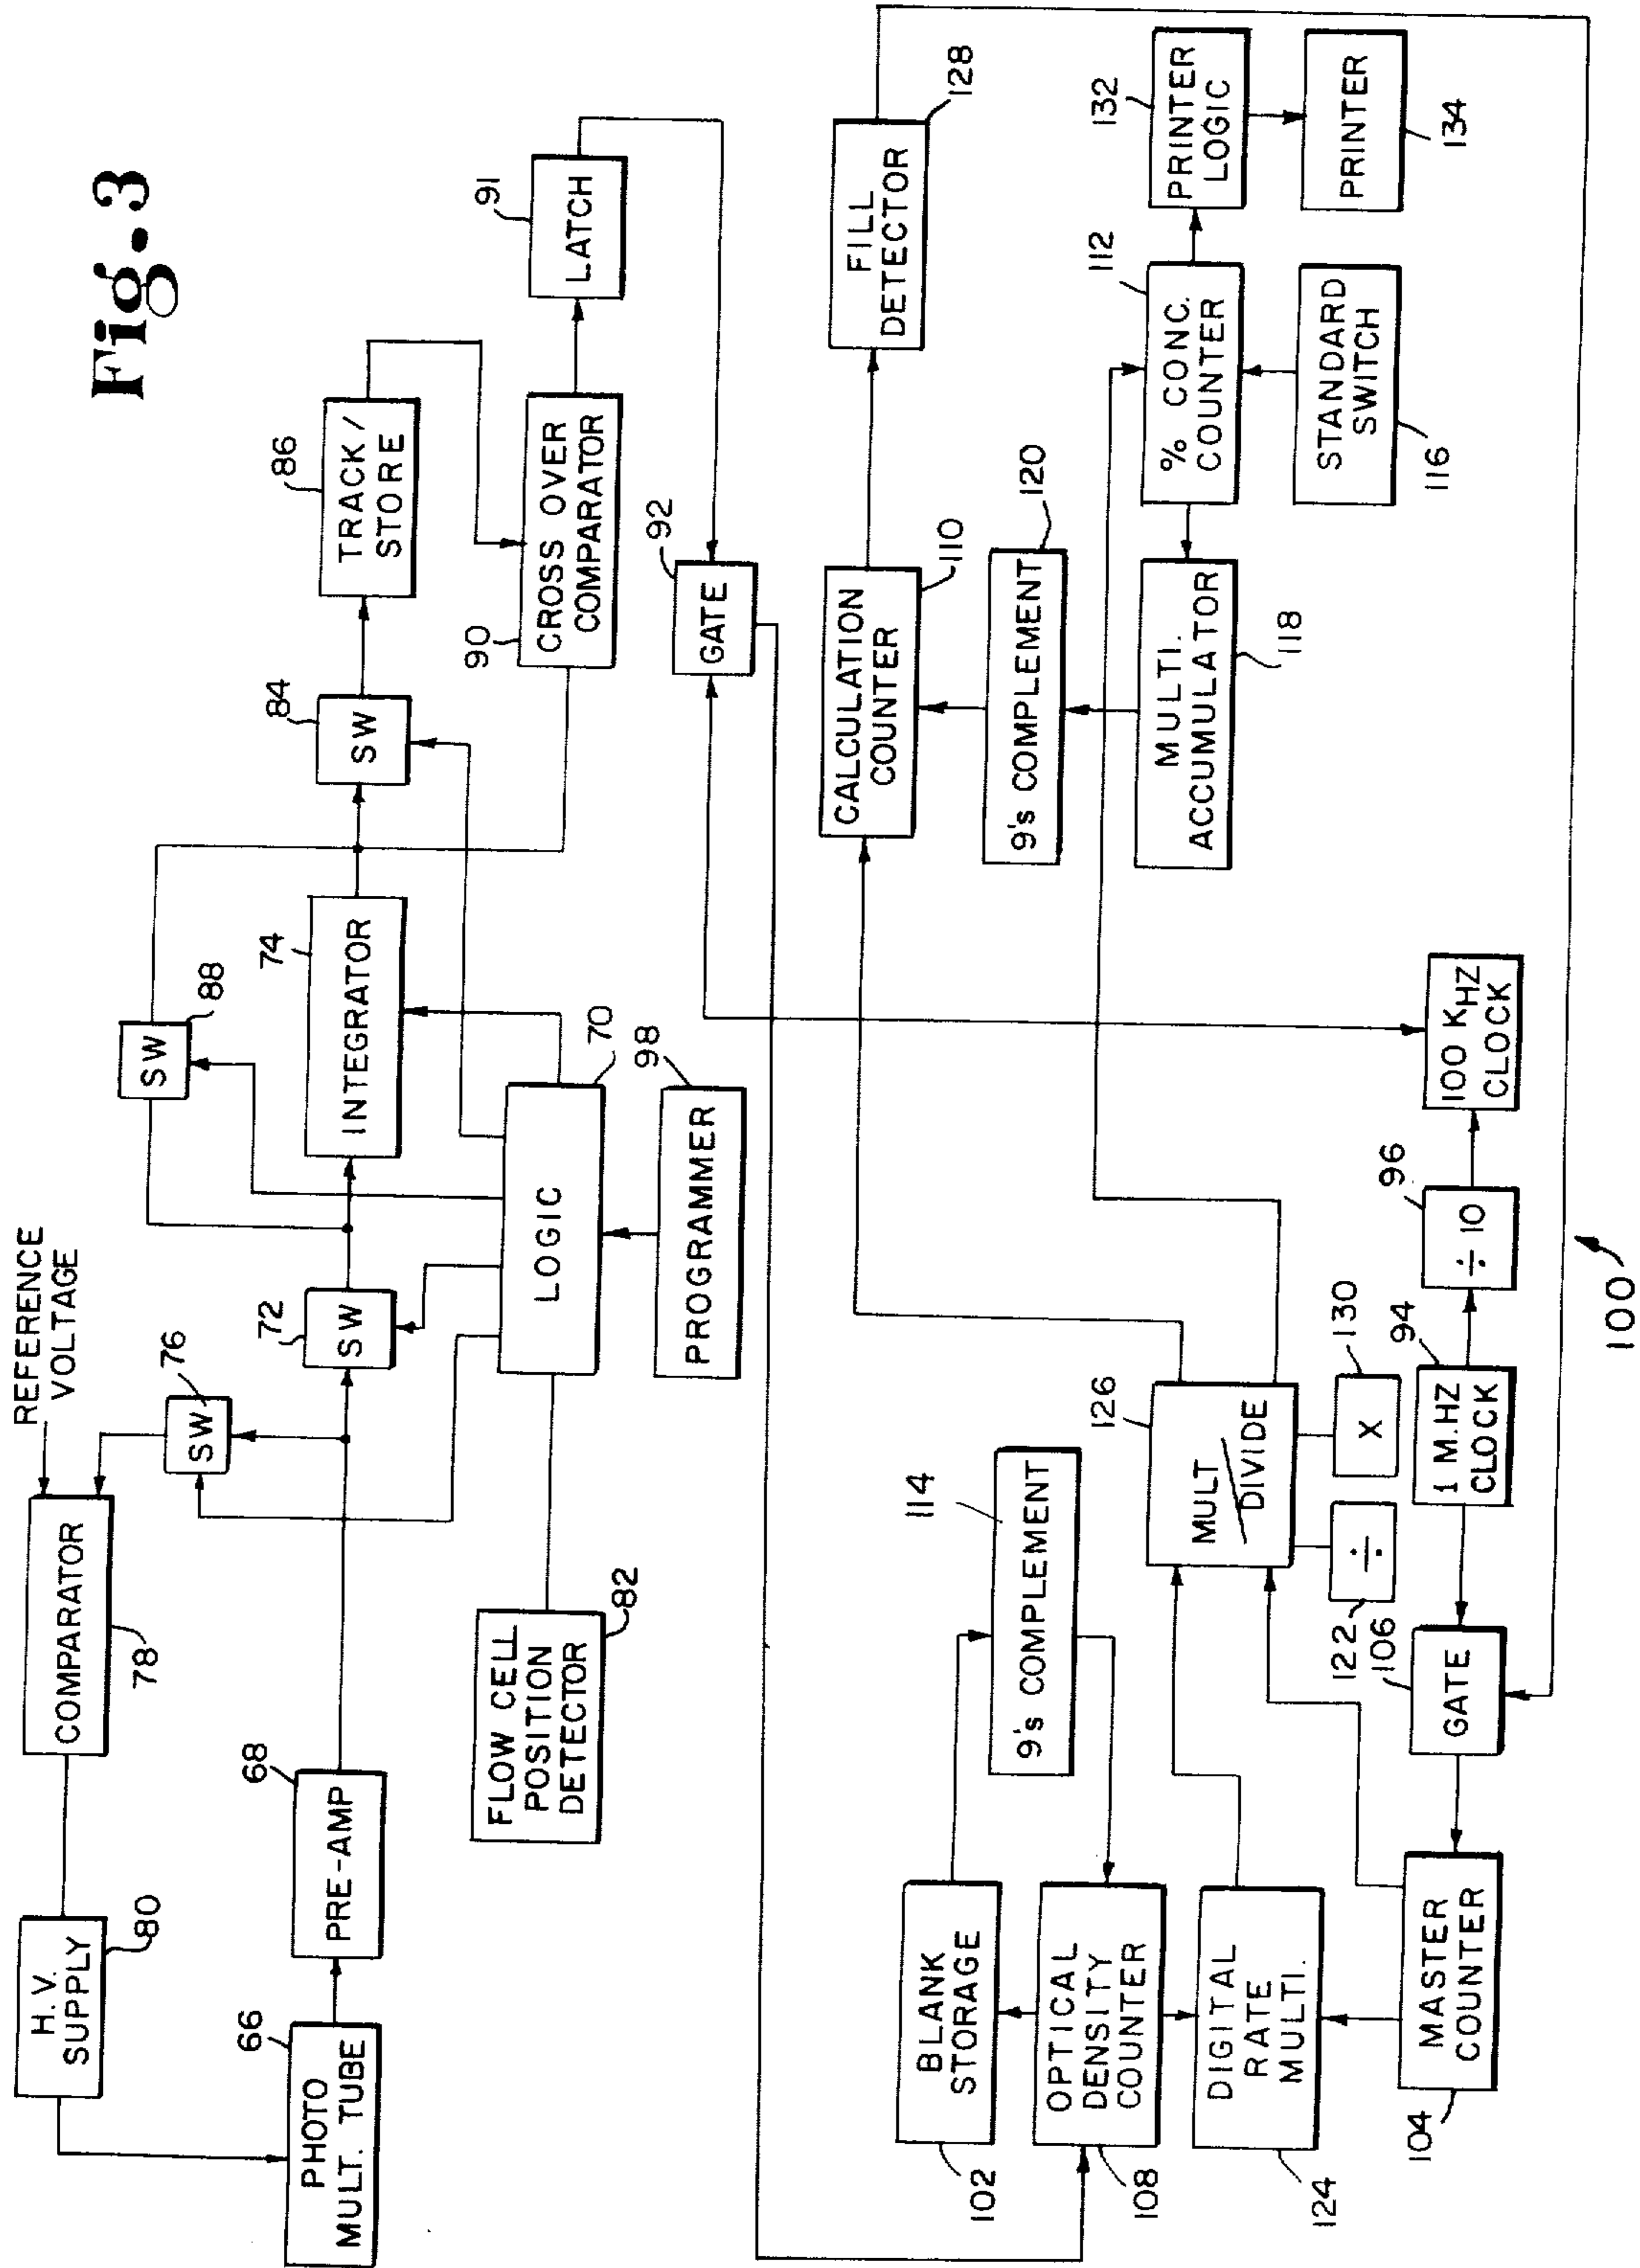 Fig-3
REFERENCE
VOLTAGE
H. V.
SUPPLY
80
COMPARATOR
78
SW
76
PHOTO
MULT. TUBE
66
PRE-AMP
68
SW
72
SW
88
INTEGRATOR
74
SW
84
TRACK /
STORE
86
FLOW CELL
POSITION
DETECTOR
82
LOGIC
70
PROGRAMMER
98
CROSS OVER
COMPARATOR
90
LATCH
91
GATE
92
BLANK
STORAGE
102
9's COMPLEMENT
114
OPTICAL
DENSITY
COUNTER
108
DIGITAL
RATE
MULTI.
124
MASTER
COUNTER
104
MULT
/DIVIDE
126
÷
122
X
130
GATE
106
1 M.HZ
CLOCK
94
÷ 10
96
100 KHZ
CLOCK
CALCULATION
COUNTER
110
FILL
DETECTOR
128
9's COMPLEMENT
120
MULTI.
ACCUMULATOR
118
% CONC.
COUNTER
112
STANDARD
SWITCH
116
PRINTER
LOGIC
132
PRINTER
134
100